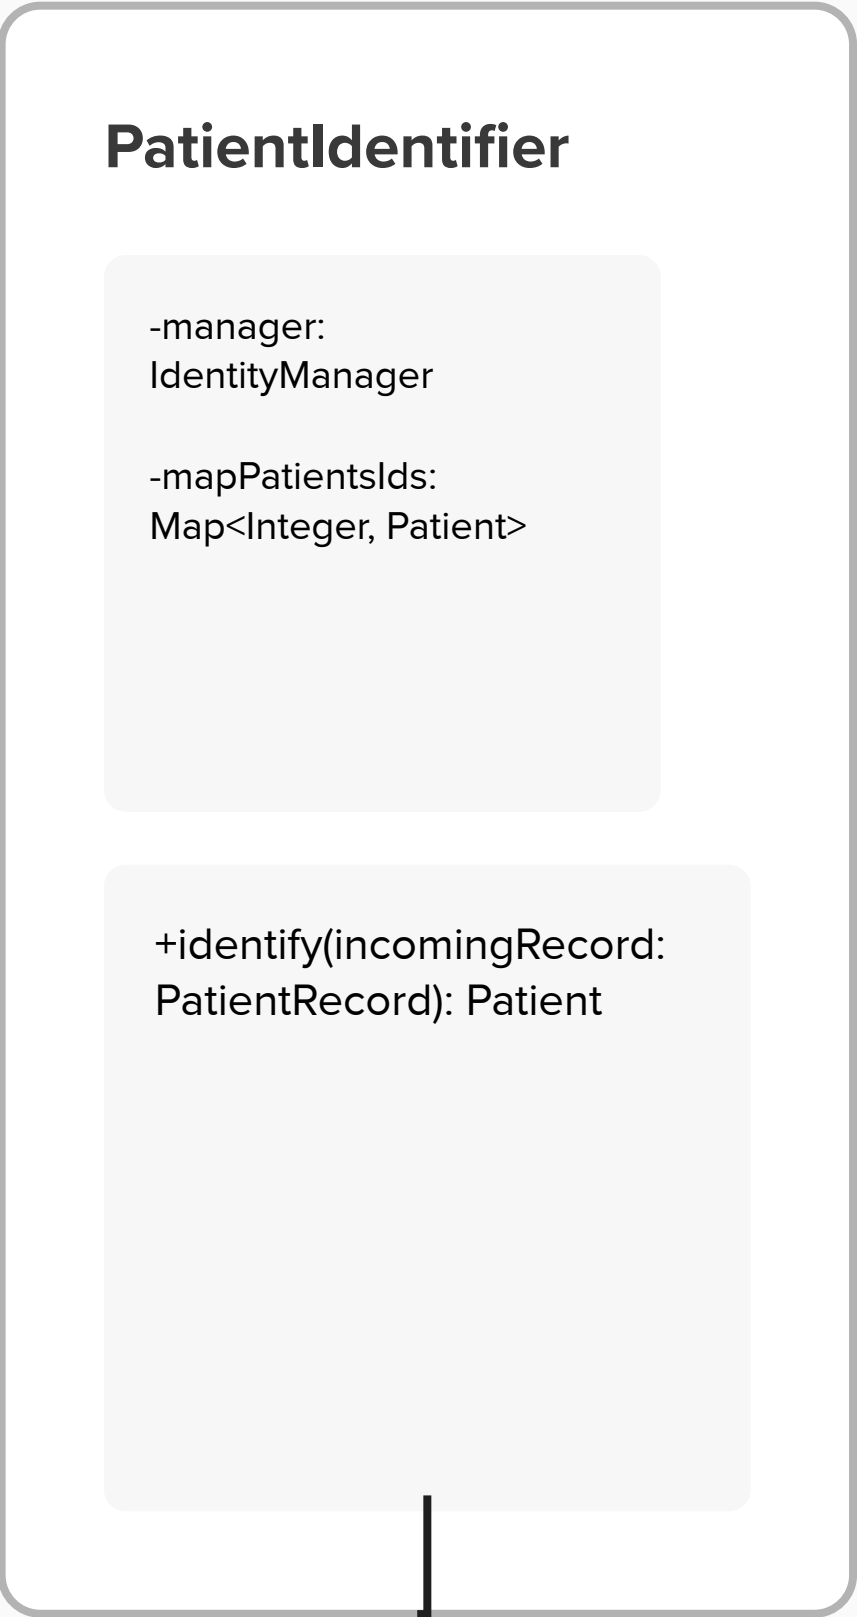 PatientIdentifier
-manager:
IdentityManager
-mapPatientsIds:
Map<Integer, Patient>
+identify(incomingRecord:
PatientRecord): Patient